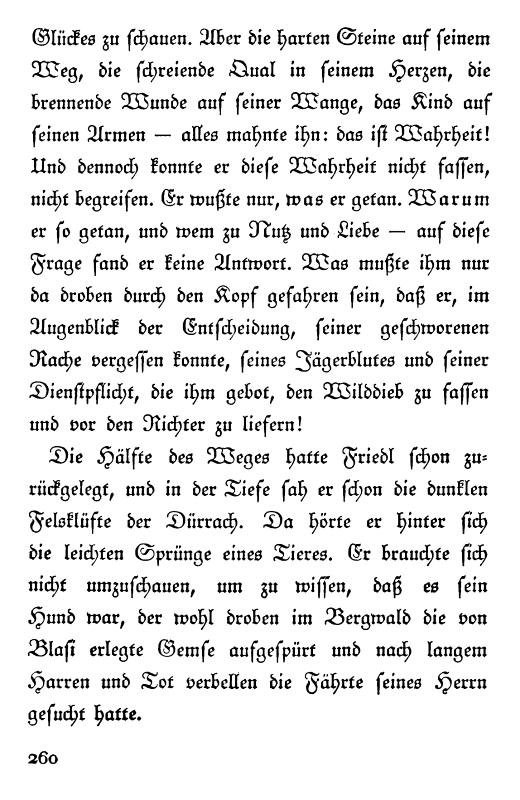 Glückes zu schauen. Aber die harten Steine auf seinem
Weg, die schreiende Qual in seinem Herzen, die
brennende Wunde auf seiner Wange, das Kind auf
seinen Armen — alles mahnte ihn: das ist Wahrheit!
Und dennoch konnte er diese Wahrheit nicht fassen,
nicht begreifen. Er wußte nur, was er getan. Warum
er so getan, und wem zu Nutz und Liebe — auf diese
Frage fand er keine Antwort. Was mußte ihm nur
da droben durch den Kopf gefahren sein, daß er, im
Augenblick der Entscheidung, seiner geschworenen
Rache vergessen konnte, seines Jägerblutes und seiner
Dienstpflicht, die ihm gebot, den Wilddieb zu fassen
und vor den Richter zu liefern!
Die Hälfte des Weges hatte Friedl schon zu-
rückgelegt, und in der Tiefe sah er schon die dunklen
Felsklüfte der Dürrach. Da hörte er hinter sich
die leichten Sprünge eines Tieres. Er brauchte sich
nicht umzuschauen, um zu wissen, daß es sein
Hund war, der wohl droben im Bergwald die von
Blasi erlegte Gemse aufgespürt und nach langem
Harren und Tot verbellen die Fährte seines Herrn
gesucht hatte.
260